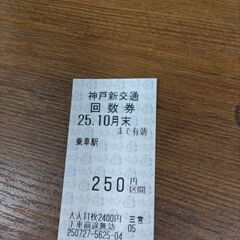 神戸新交通
回数券
25.10月末
まで有効
乗車駅
250円区間
大人11枚2400円 三宮
下車前途無効 05
250727-5625-04